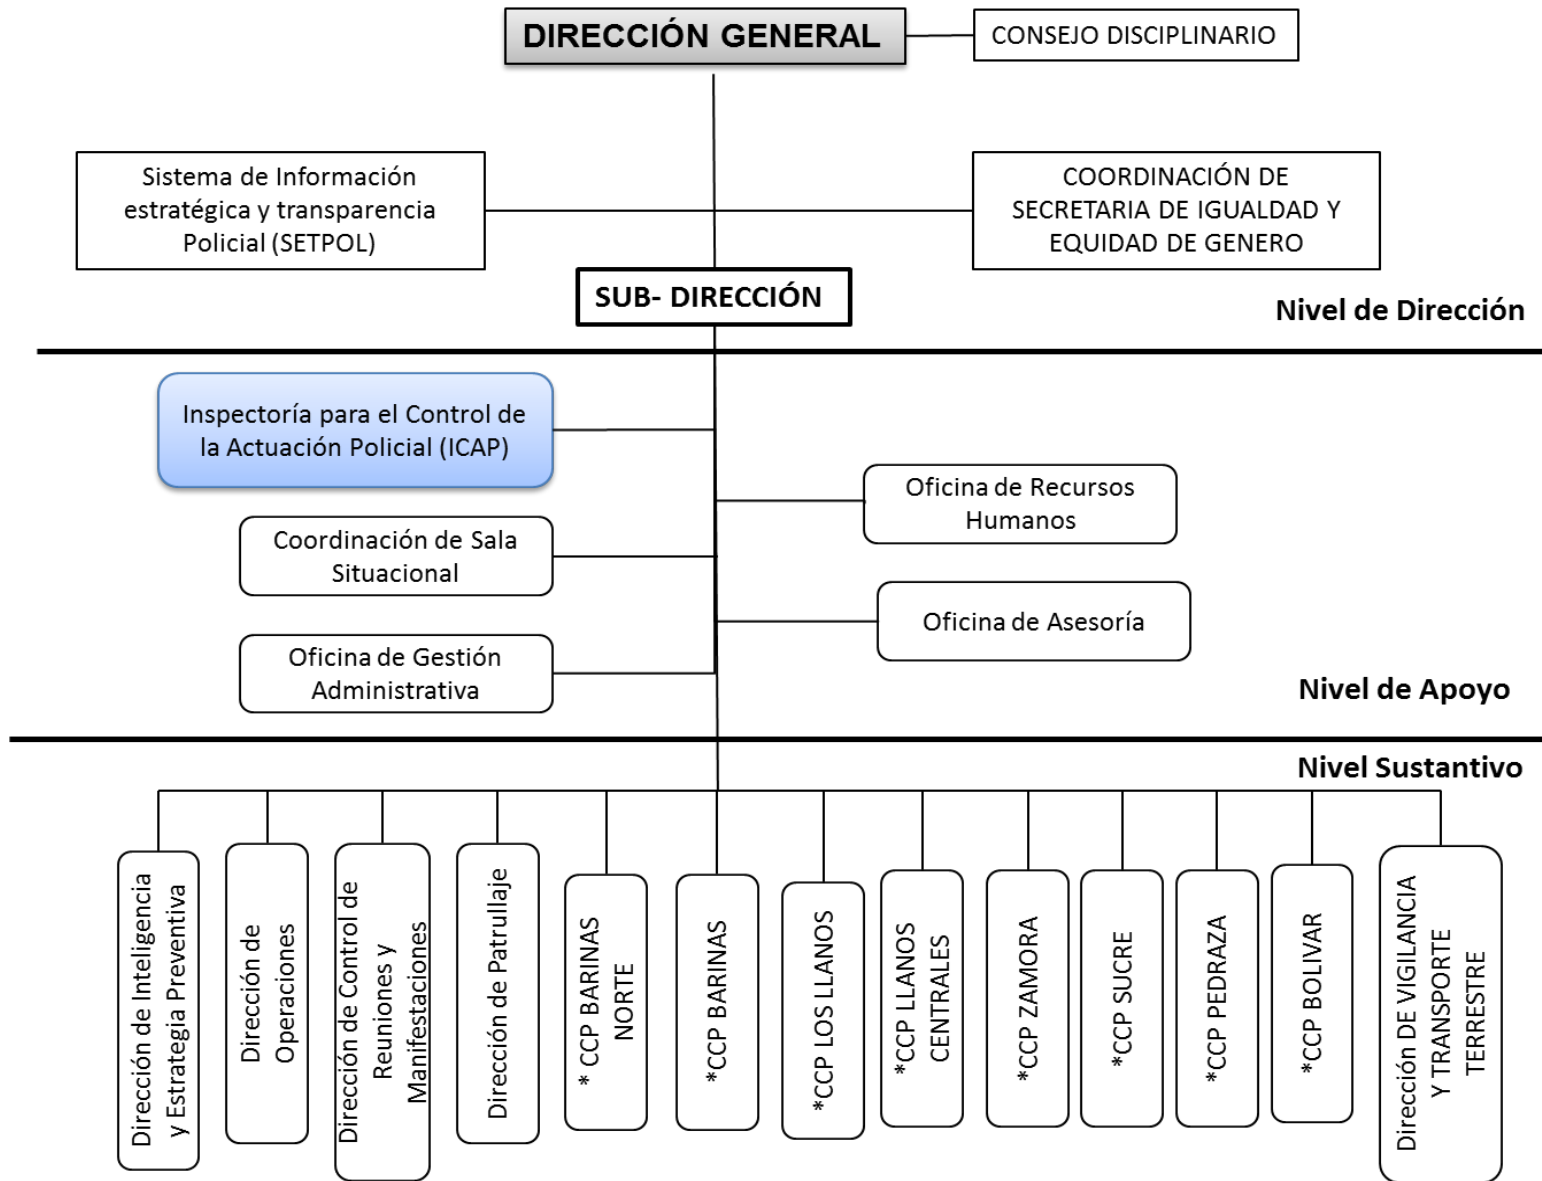 DIRECCIÓN GENERAL
CONSEJO DISCIPLINARIO
Sistema de Información
estratégica y transparencia
Policial (SETPOL)
COORDINACIÓN DE
SECRETARIA DE IGUALDAD Y
EQUIDAD DE GENERO
SUB- DIRECCIÓN
Nivel de Dirección
Inspectoría para el Control de
la Actuación Policial (ICAP)
Oficina de Recursos
Humanos
Coordinación de Sala
Situacional
Oficina de Asesoría
Oficina de Gestión
Administrativa
Nivel de Apoyo
Nivel Sustantivo
Dirección de Inteligencia
y Estrategia Preventiva
Dirección de
Operaciones
Dirección de Control de
Reuniones y
Manifestaciones
Dirección de Patrullaje
* CCP BARINAS
NORTE
*CCP BARINAS
*CCP LOS LLANOS
*CCP LLANOS
CENTRALES
*CCP ZAMORA
*CCP SUCRE
*CCP PEDRAZA
*CCP BOLIVAR
Dirección DE VIGILANCIA
Y TRANSPORTE
TERRESTRE